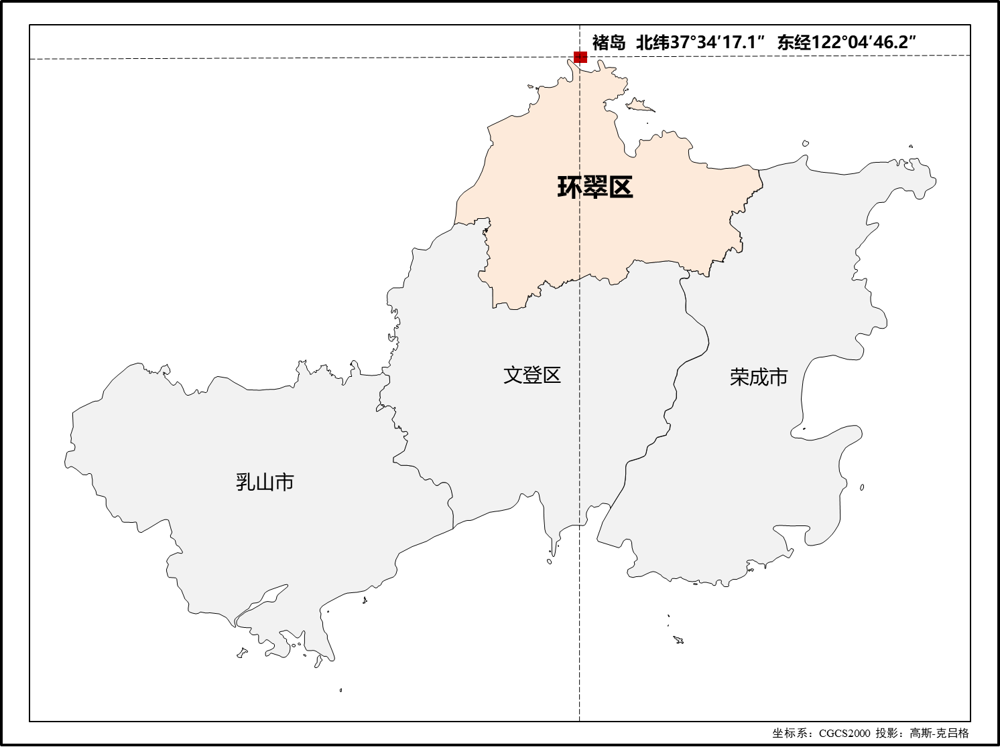 褚岛 北纬37°34′17.1″ 东经122°04′46.2″
环翠区
文登区
荣成市
乳山市
坐标系：CGCS2000 投影：高斯-克吕格